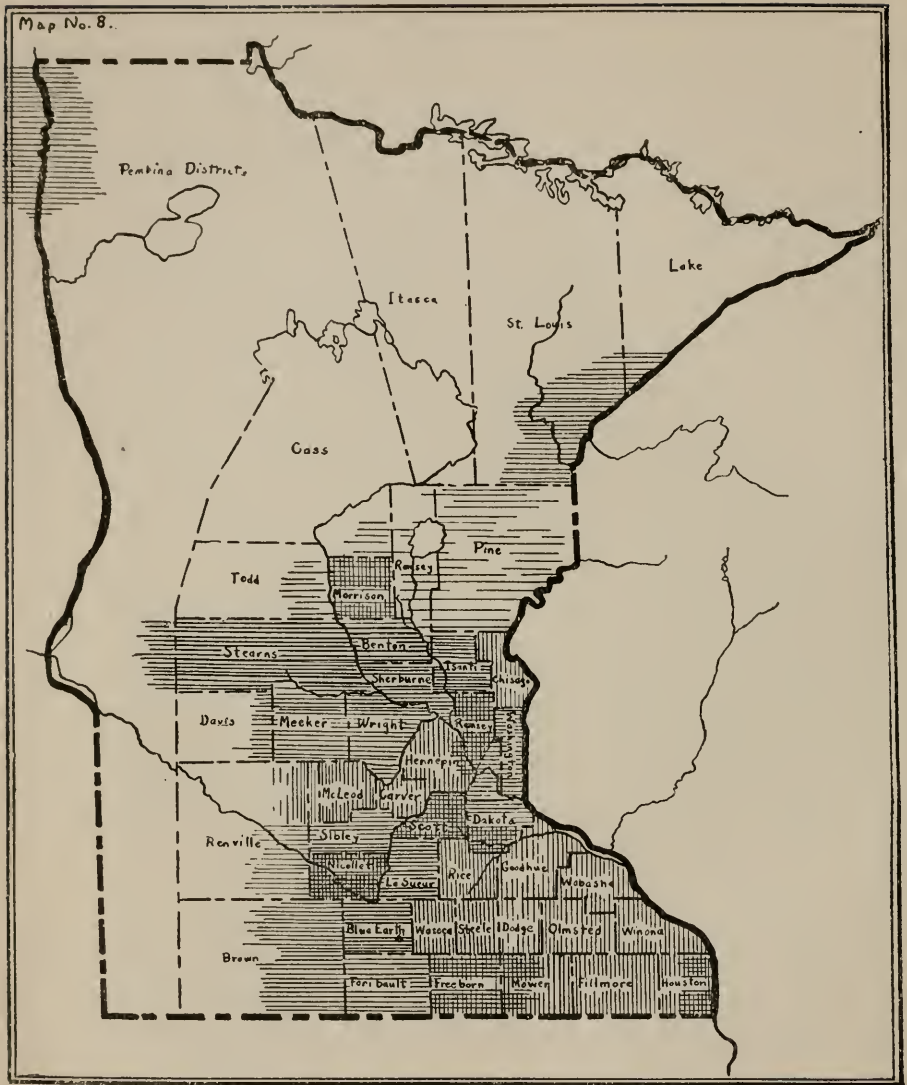 Map No. 8.
Pembina District.
Lake
Itasca
St. Louis
Cass
Pine
Ramsey
Todd
Morrison
Benton
Stearns
Isanti
Sherburne
Chisago
Davis
Meeker
Wright
Ramsey
Washington
Hennepin
McLeod
Carver
Scott
Dakota
Sibley
Renville
Nicollet
Goodhue
Rice
Le Sueur
Wabasha
Blue Earth
Waseca
Steele
Dodge
Olmsted
Winona
Brown
Faribault
Freeborn
Mower
Fillmore
Houston